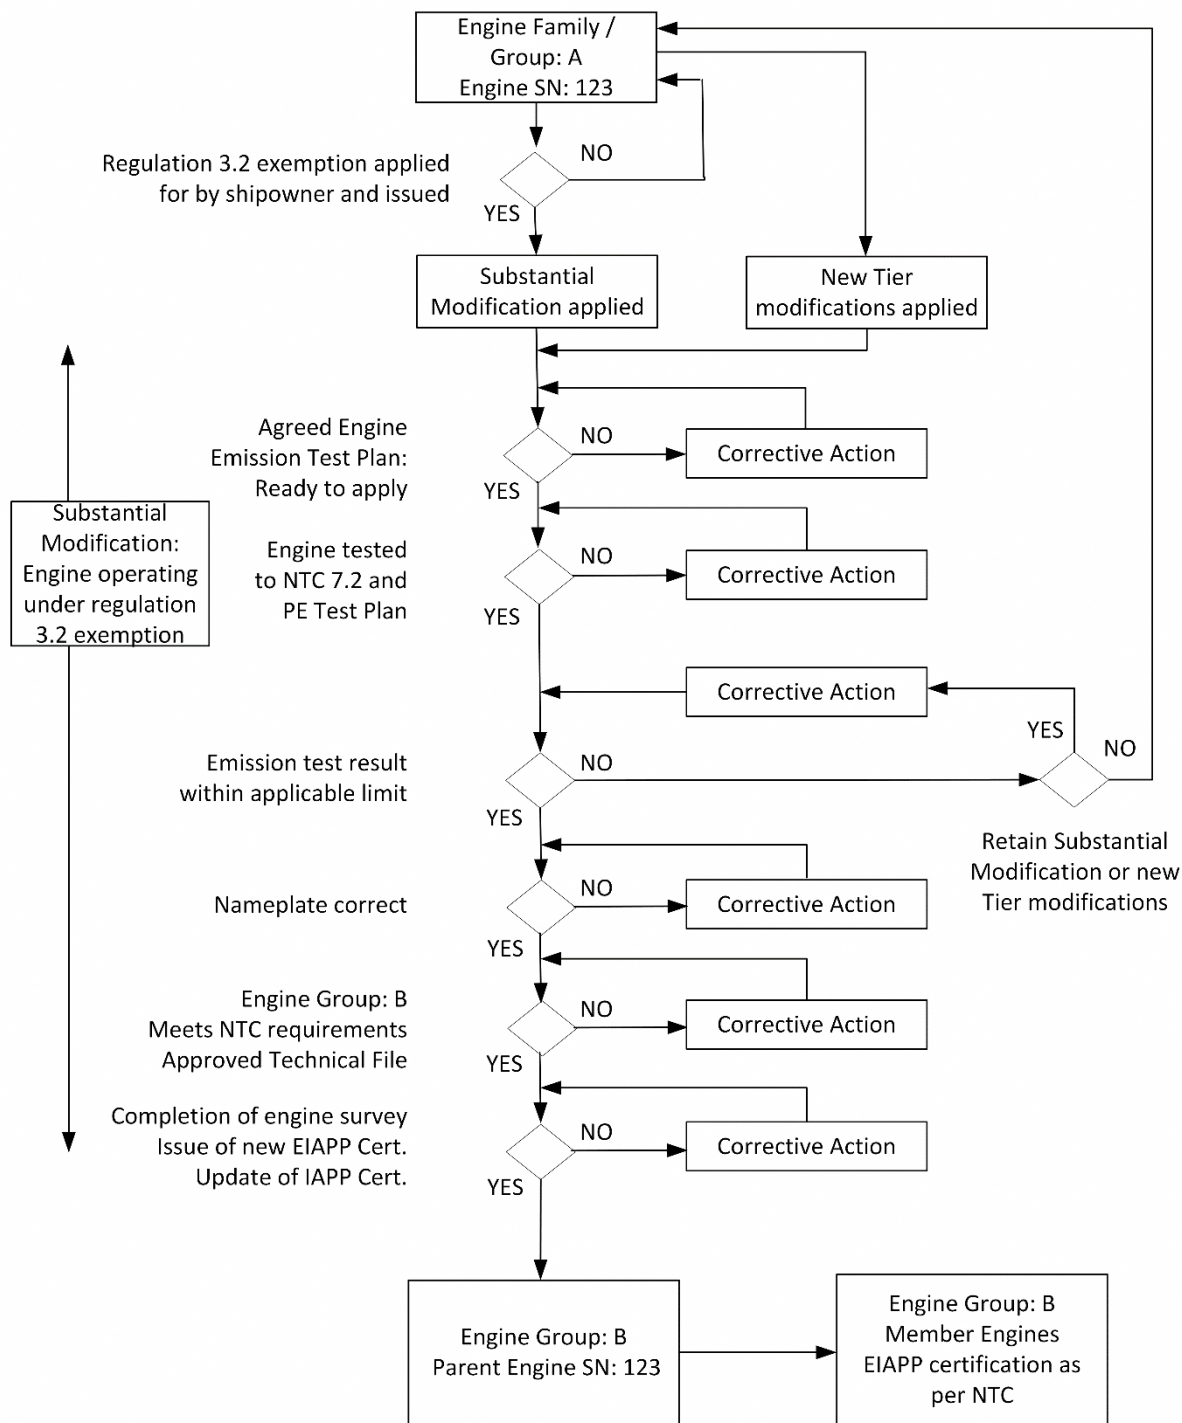 Engine Family /
Group: A
Engine SN: 123
NO
Regulation 3.2 exemption applied
for by shipowner and issued
YES
Substantial
Modification applied
New Tier
modifications applied
Agreed Engine
Emission Test Plan:
Ready to apply
NO
Corrective Action
YES
Substantial
Modification:
Engine operating
under regulation
3.2 exemption
Engine tested
to NTC 7.2 and
PE Test Plan
NO
Corrective Action
YES
Corrective Action
YES
NO
Emission test result
within applicable limit
NO
YES
Retain Substantial
Modification or new
Tier modifications
Nameplate correct
NO
Corrective Action
YES
Engine Group: B
Meets NTC requirements
Approved Technical File
NO
Corrective Action
YES
Completion of engine survey
Issue of new EIAPP Cert.
Update of IAPP Cert.
NO
Corrective Action
YES
Engine Group: B
Parent Engine SN: 123
Engine Group: B
Member Engines
EIAPP certification as
per NTC